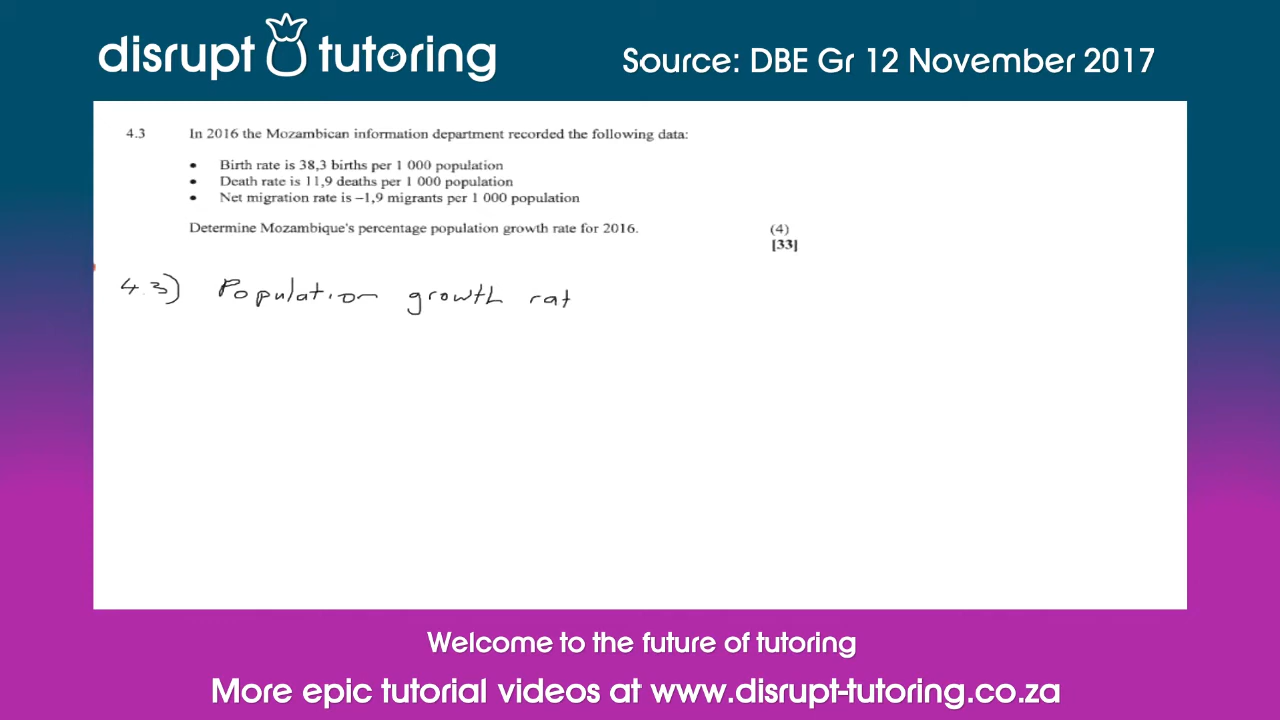 disrupt tutoring
Source: DBE Gr 12 November 2017
4.3 In 2016 the Mozambican information department recorded the following data:
• Birth rate is 38,3 births per 1 000 population
• Death rate is 11,9 deaths per 1 000 population
• Net migration rate is –1,9 migrants per 1 000 population
Determine Mozambique's percentage population growth rate for 2016. (4)
[33]
4.3) Population growth rat
Welcome to the future of tutoring
More epic tutorial videos at www.disrupt-tutoring.co.za